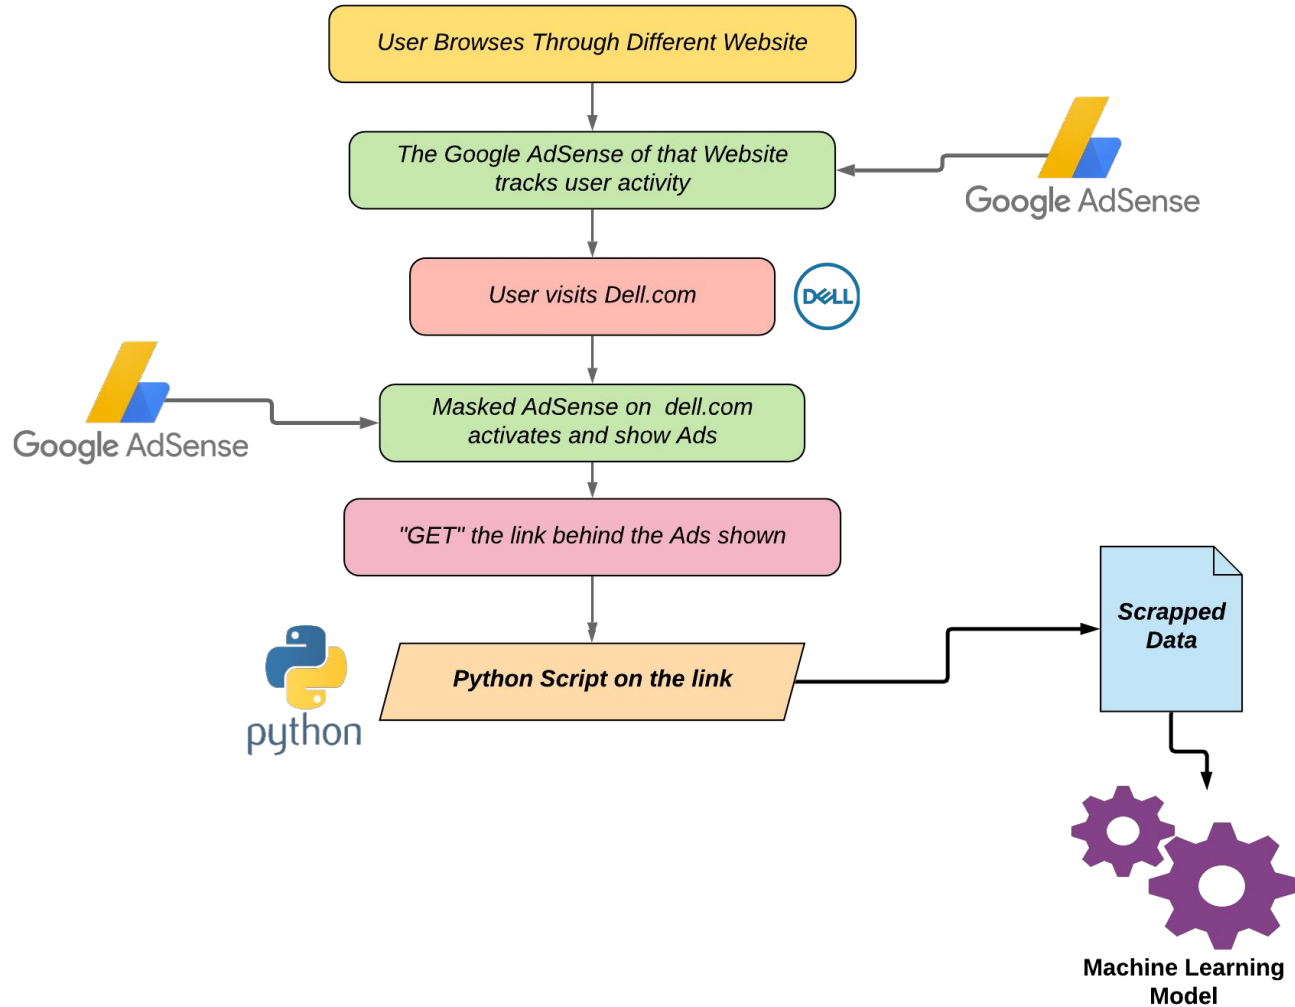 User Browses Through Different Website
The Google AdSense of that Website
tracks user activity
Google AdSense
User visits Dell.com
DELL
Google AdSense
Masked AdSense on dell.com
activates and show Ads
"GET" the link behind the Ads shown
Python Script on the link
python
Scrapped
Data
Machine Learning
Model